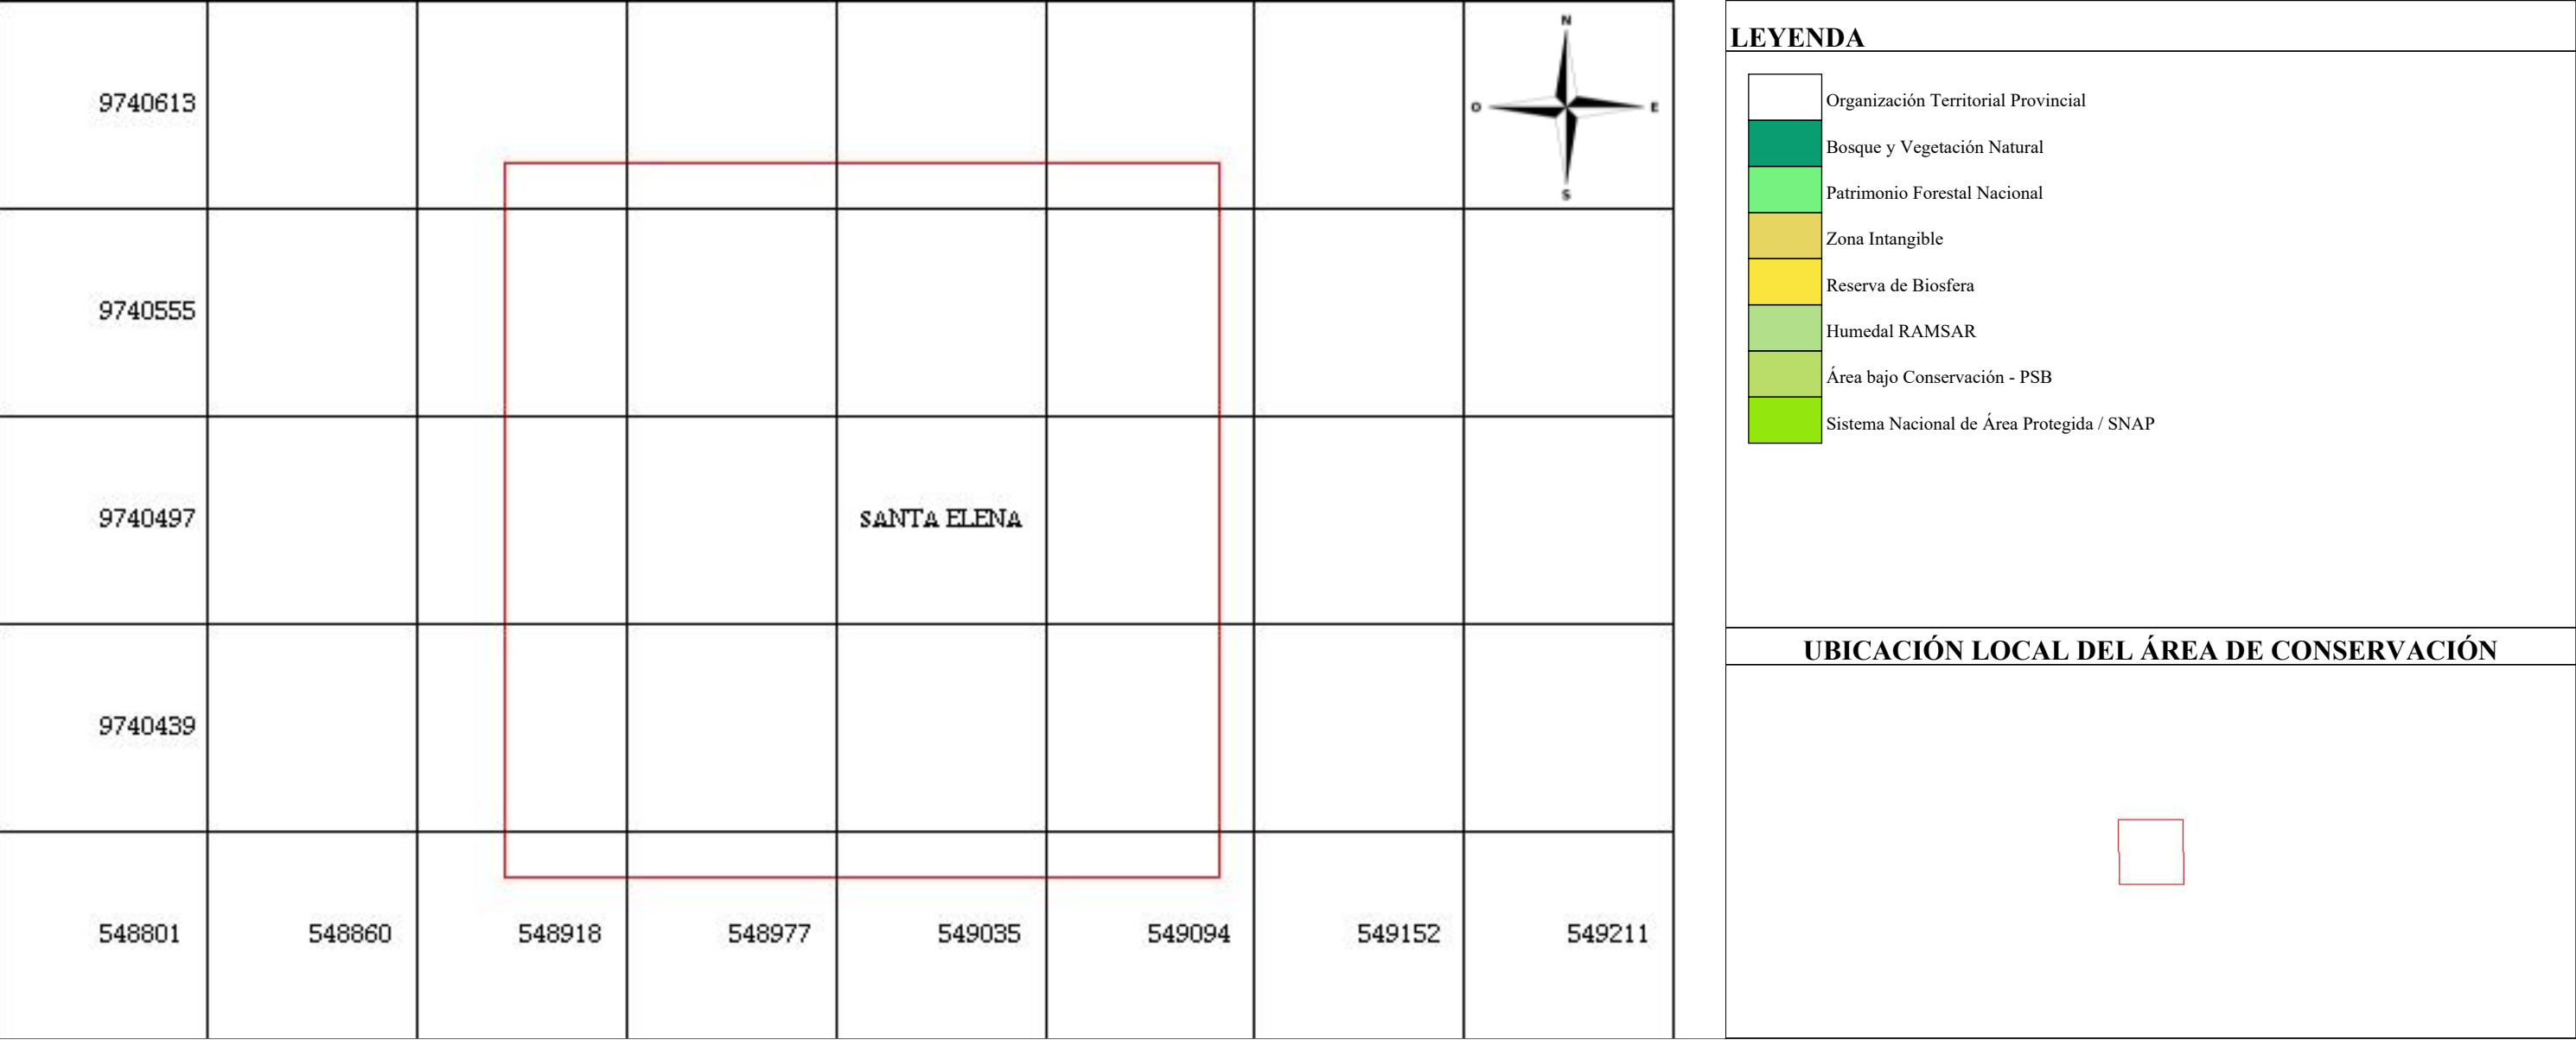 N
O
E
S
9740613
9740555
9740497
SANTA ELENA
9740439
548801
548860
548918
548977
549035
549094
549152
549211
LEYENDA
Organización Territorial Provincial
Bosque y Vegetación Natural
Patrimonio Forestal Nacional
Zona Intangible
Reserva de Biosfera
Humedal RAMSAR
Área bajo Conservación - PSB
Sistema Nacional de Área Protegida / SNAP
UBICACIÓN LOCAL DEL ÁREA DE CONSERVACIÓN